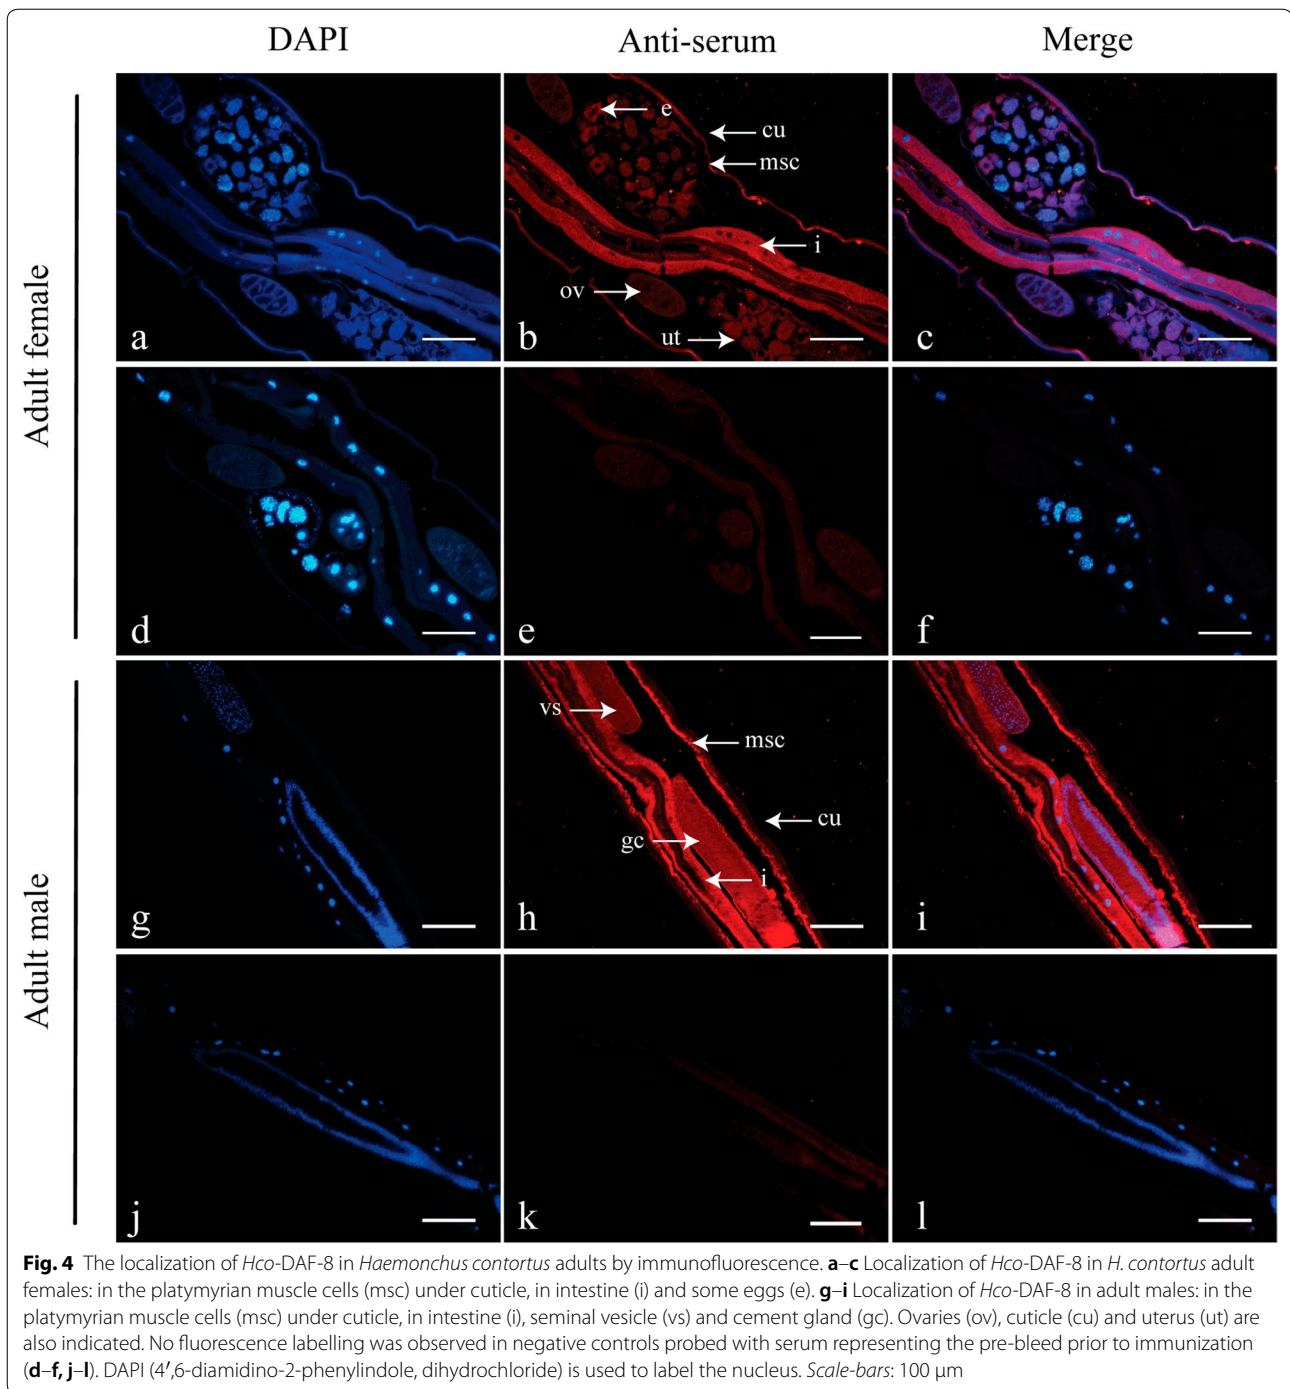 DAPI Anti-serum Merge
Adult female
Adult male
e
cu
msc
i
ov
ut
a b c
d e f
vs
msc
cu
gc
i
g h i
j k l
Fig. 4 The localization of Hco-DAF-8 in Haemonchus contortus adults by immunofluorescence. a–c Localization of Hco-DAF-8 in H. contortus adult
females: in the platymyrian muscle cells (msc) under cuticle, in intestine (i) and some eggs (e). g–i Localization of Hco-DAF-8 in adult males: in the
platymyrian muscle cells (msc) under cuticle, in intestine (i), seminal vesicle (vs) and cement gland (gc). Ovaries (ov), cuticle (cu) and uterus (ut) are
also indicated. No fluorescence labelling was observed in negative controls probed with serum representing the pre-bleed prior to immunization
(d–f, j–l). DAPI (4′,6-diamidino-2-phenylindole, dihydrochloride) is used to label the nucleus. Scale-bars: 100 µm